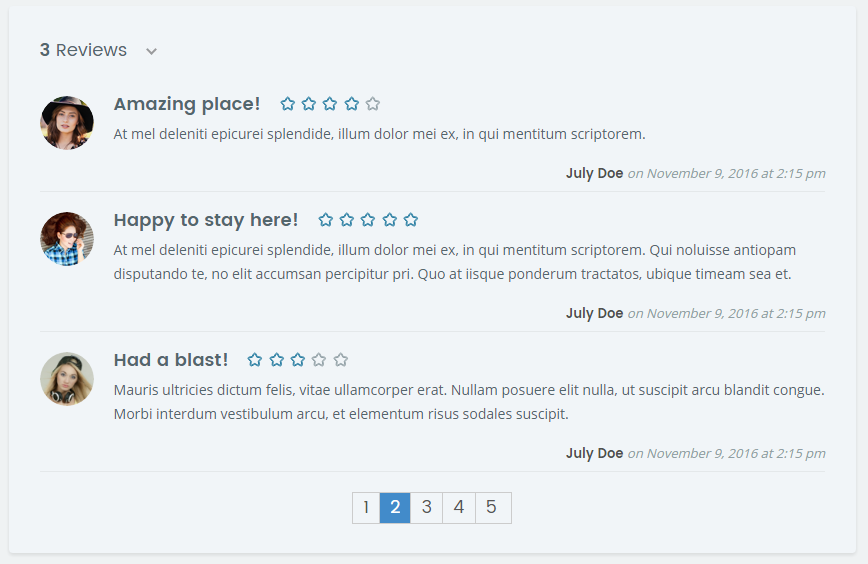 3 Reviews
Amazing place!
At mel deleniti epicurei splendide, illum dolor mei ex, in qui mentitum scriptorem.
July Doe on November 9, 2016 at 2:15 pm
Happy to stay here!
At mel deleniti epicurei splendide, illum dolor mei ex, in qui mentitum scriptorem. Qui noluisse antiopam
disputando te, no elit accumsan percipitur pri. Quo at iisque ponderum tractatos, ubique timeam sea et.
July Doe on November 9, 2016 at 2:15 pm
Had a blast!
Mauris ultricies dictum felis, vitae ullamcorper erat. Nullam posuere elit nulla, ut suscipit arcu blandit congue.
Morbi interdum vestibulum arcu, et elementum risus sodales suscipit.
July Doe on November 9, 2016 at 2:15 pm
1 2 3 4 5